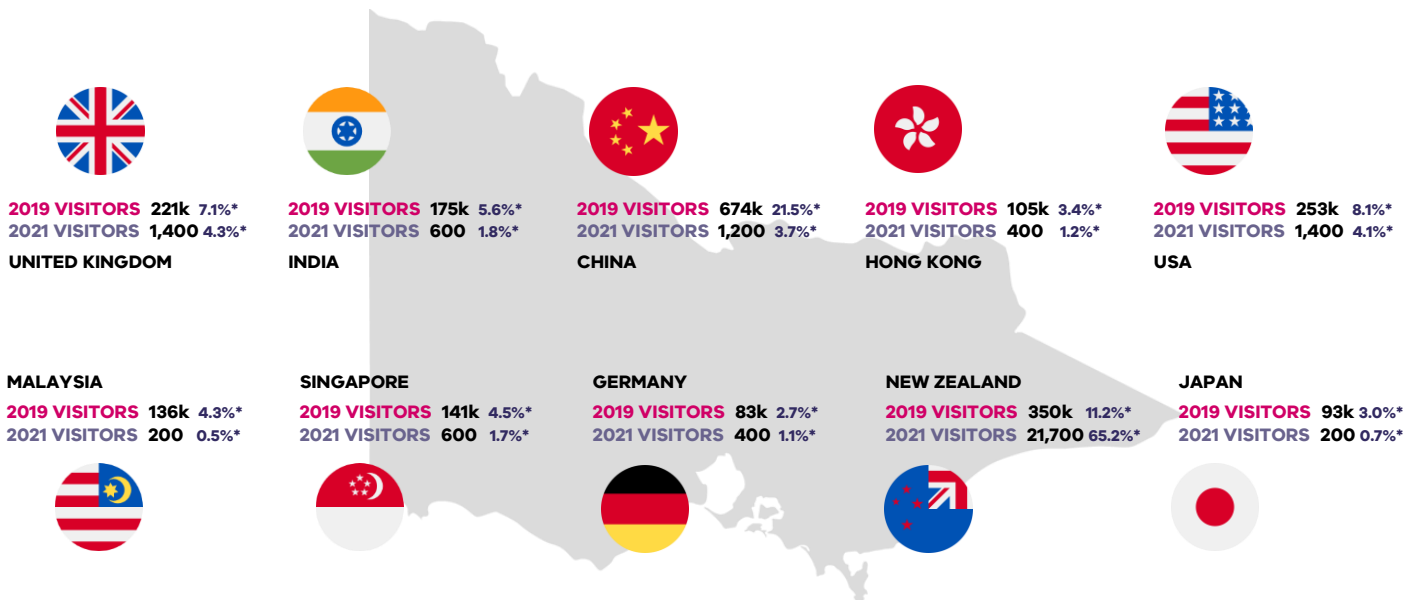 2019 VISITORS 221k 7.1%*
2021 VISITORS 1,400 4.3%*
UNITED KINGDOM
2019 VISITORS 175k 5.6%*
2021 VISITORS 600 1.8%*
INDIA
2019 VISITORS 674k 21.5%*
2021 VISITORS 1,200 3.7%*
CHINA
2019 VISITORS 105k 3.4%*
2021 VISITORS 400 1.2%*
HONG KONG
2019 VISITORS 253k 8.1%*
2021 VISITORS 1,400 4.1%*
USA
MALAYSIA
2019 VISITORS 136k 4.3%*
2021 VISITORS 200 0.5%*
SINGAPORE
2019 VISITORS 141k 4.5%*
2021 VISITORS 600 1.7%*
GERMANY
2019 VISITORS 83k 2.7%*
2021 VISITORS 400 1.1%*
NEW ZEALAND
2019 VISITORS 350k 11.2%*
2021 VISITORS 21,700 65.2%*
JAPAN
2019 VISITORS 93k 3.0%*
2021 VISITORS 200 0.7%*